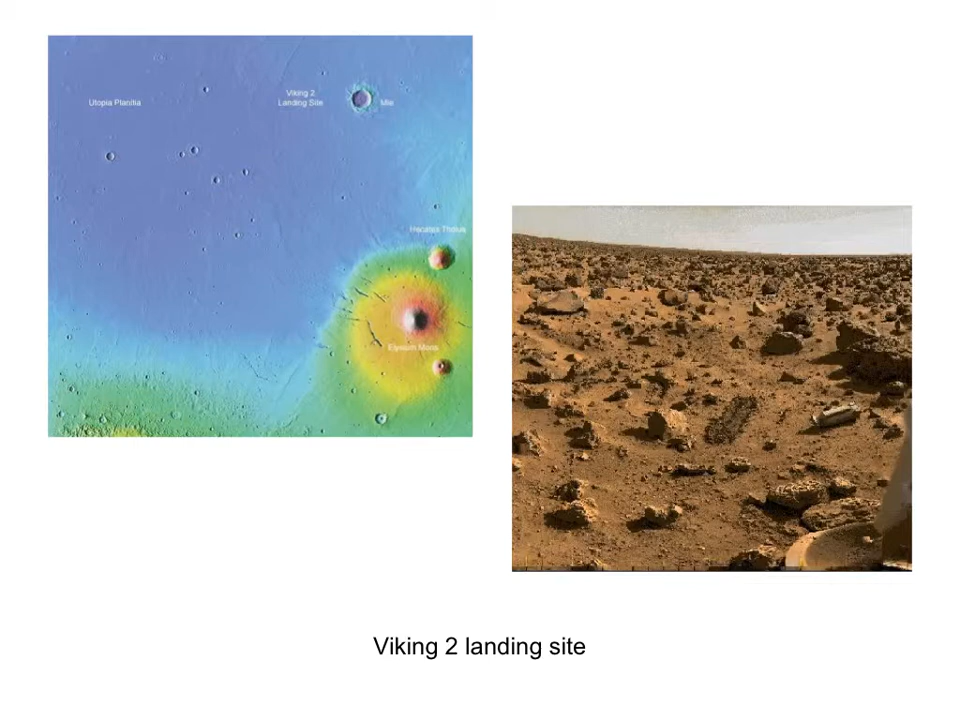 Utopia Planitia
Viking 2
Landing Site
Mie
Hecates Tholus
Elysium Mons
Viking 2 landing site